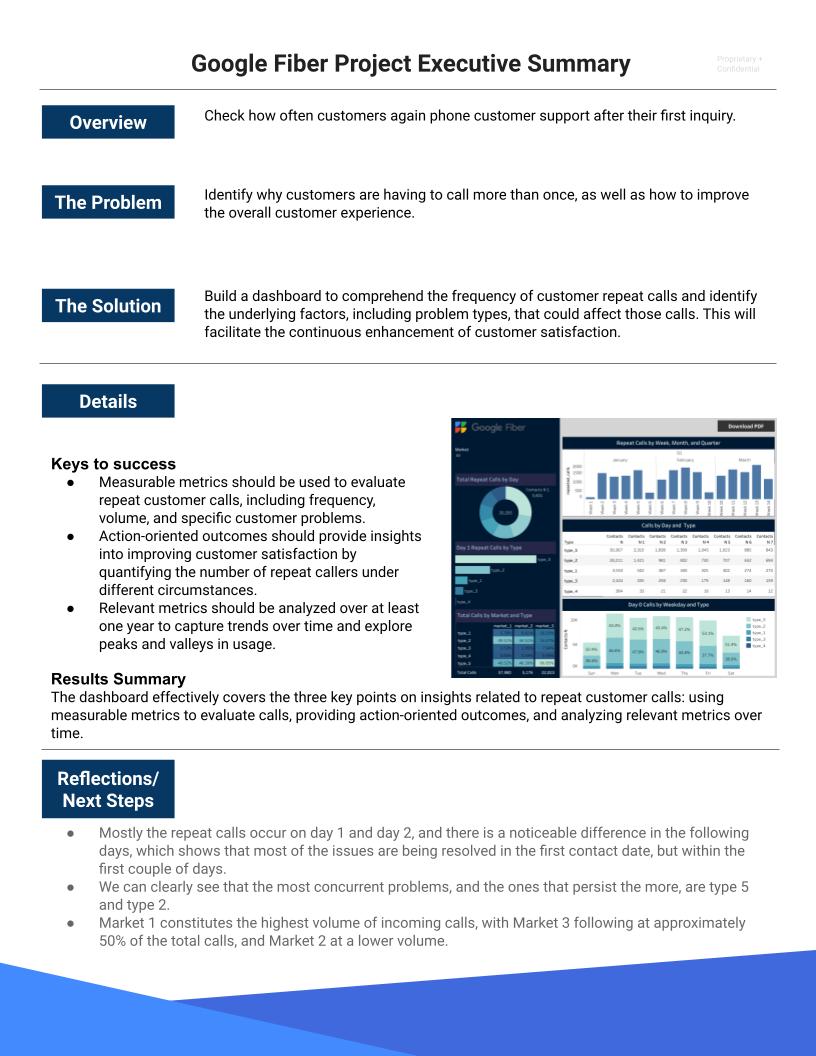 Google Fiber Project Executive Summary
Proprietary +
Confidential
Overview
Check how often customers again phone customer support after their first inquiry.
The Problem
Identify why customers are having to call more than once, as well as how to improve
the overall customer experience.
The Solution
Build a dashboard to comprehend the frequency of customer repeat calls and identify
the underlying factors, including problem types, that could affect those calls. This will
facilitate the continuous enhancement of customer satisfaction.
Details
Keys to success
● Measurable metrics should be used to evaluate
repeat customer calls, including frequency,
volume, and specific customer problems.
● Action-oriented outcomes should provide insights
into improving customer satisfaction by
quantifying the number of repeat callers under
different circumstances.
● Relevant metrics should be analyzed over at least
one year to capture trends over time and explore
peaks and valleys in usage.
Google Fiber
Download PDF
Market
Total Repeat Calls by Day
Day 1 Repeat Calls by Type
Total Calls by Market and Type
Repeat Calls by Week, Month, and Quarter
January February March
Calls by Day and Type
Day 0 Calls by Weekday and Type
Sun Mon Tue Wed Thu Fri Sat
Results Summary
The dashboard effectively covers the three key points on insights related to repeat customer calls: using
measurable metrics to evaluate calls, providing action-oriented outcomes, and analyzing relevant metrics over
time.
Reflections/
Next Steps
● Mostly the repeat calls occur on day 1 and day 2, and there is a noticeable difference in the following
days, which shows that most of the issues are being resolved in the first contact date, but within the
first couple of days.
● We can clearly see that the most concurrent problems, and the ones that persist the more, are type 5
and type 2.
● Market 1 constitutes the highest volume of incoming calls, with Market 3 following at approximately
50% of the total calls, and Market 2 at a lower volume.